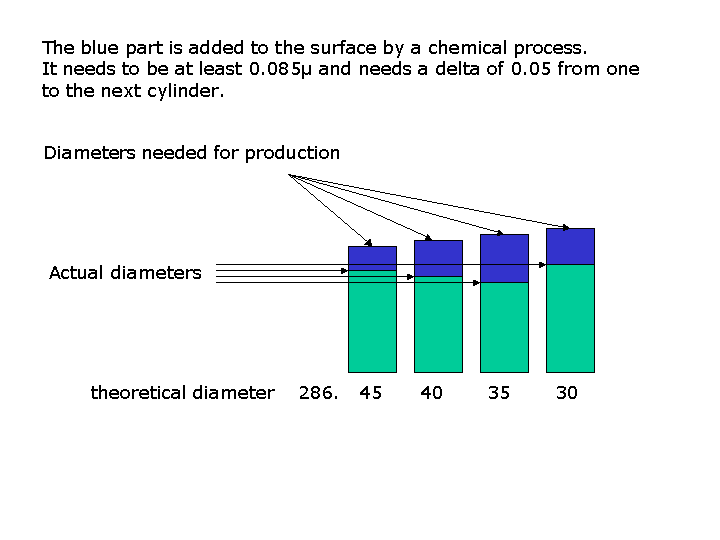 The blue part is added to the surface by a chemical process.
It needs to be at least 0.085µ and needs a delta of 0.05 from one
to the next cylinder.
Diameters needed for production
Actual diameters
theoretical diameter 286. 45 40 35 30